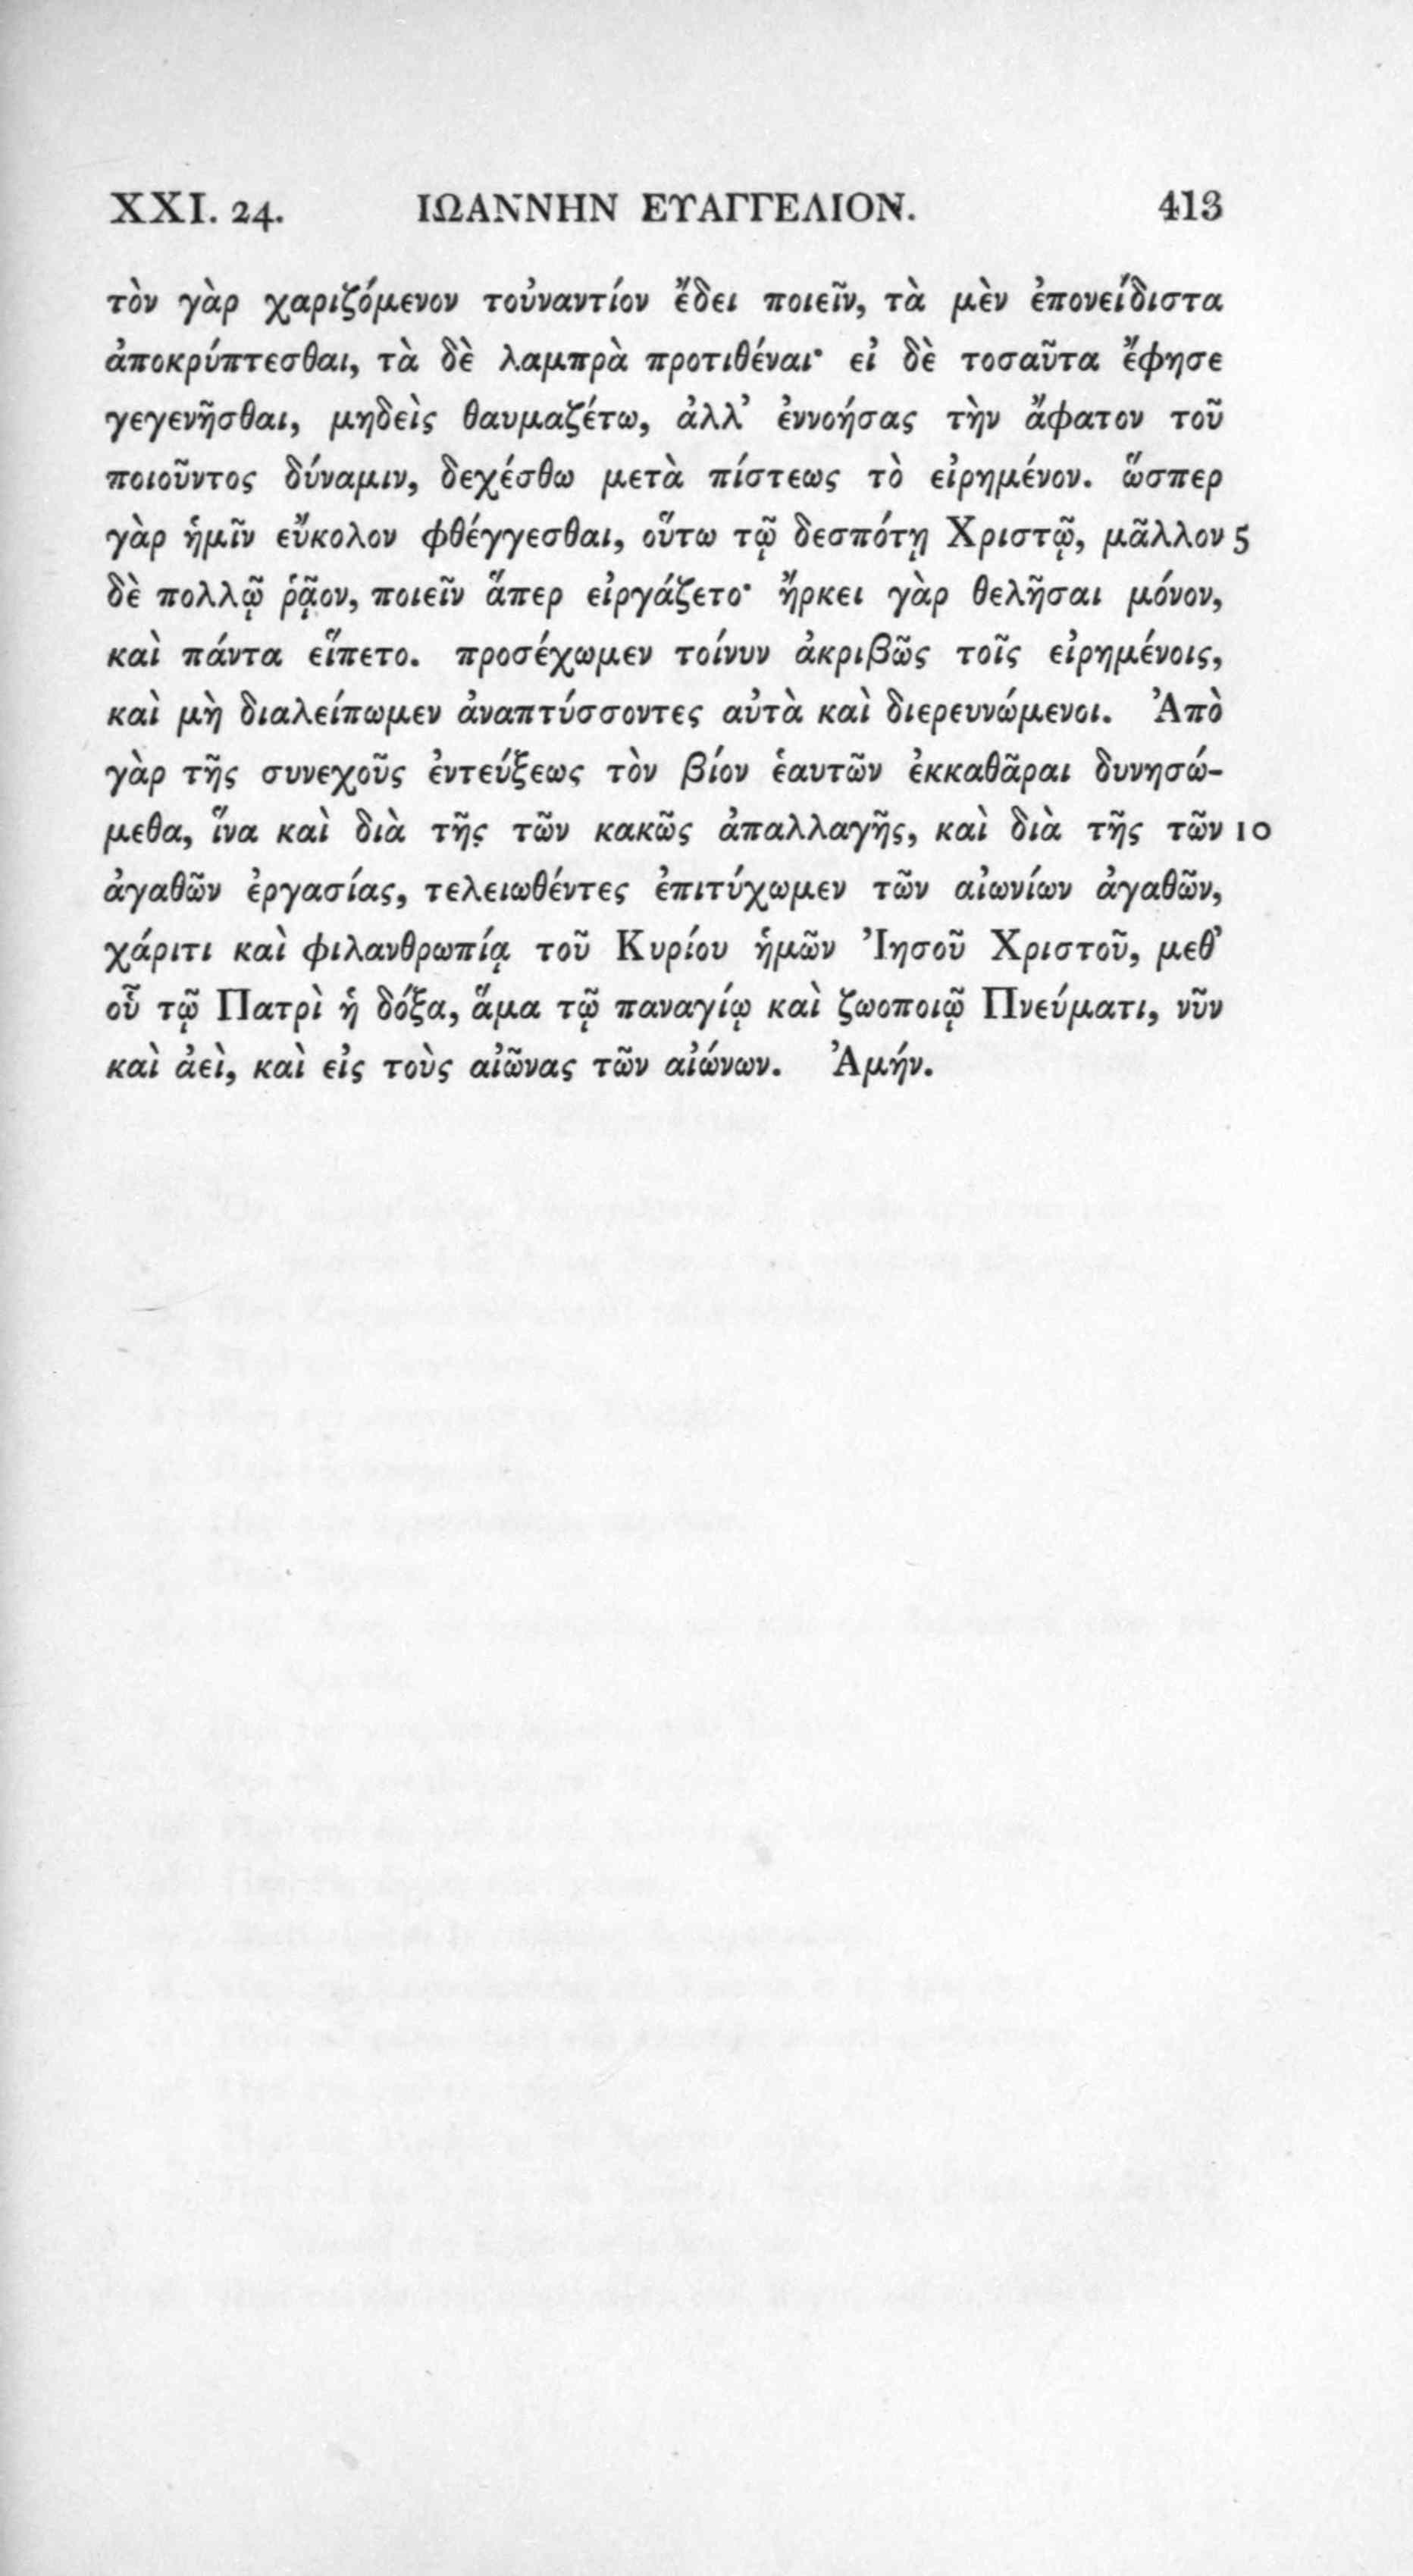 XXI. 24. ΙΩΑΝΝΗΝ ΕΥΑΓΓΕΛΙΟΝ. 413
τὸν γὰρ χαριζόμενον τοὐναντίον ἔδει ποιεῖν, τὰ μὲν ἐπονείδιστα
ἀποκρύπτεσθαι, τὰ δὲ λαμπρὰ προτιθέναι· εἰ δὲ τοσαῦτα ἔφησε
γεγενῆσθαι, μηδεὶς θαυμαζέτω, ἀλλ’ ἐννοήσας τὴν ἄφατον τοῦ
ποιοῦντος δύναμιν, δεχέσθω μετὰ πίστεως τὸ εἰρημένον. ὥσπερ
γὰρ ἡμῖν εὔκολον φθέγγεσθαι, οὕτω τῷ δεσπότῃ Χριστῷ, μᾶλλον 5
δὲ πολλῷ ῥᾷον, ποιεῖν ἅπερ εἰργάζετο· ἤρκει γὰρ θελῆσαι μόνον,
καὶ πάντα εἵπετο. προσέχωμεν τοίνυν ἀκριβῶς τοῖς εἰρημένοις,
καὶ μὴ διαλείπωμεν ἀναπτύσσοντες αὐτὰ καὶ διερευνώμενοι. Ἀπὸ
γὰρ τῆς συνεχοῦς ἐντεύξεως τὸν βίον ἑαυτῶν ἐκκαθᾶραι δυνησώ-
μεθα, ἵνα καὶ διὰ τῆς τῶν κακῶς ἀπαλλαγῆς, καὶ διὰ τῆς τῶν 10
ἀγαθῶν ἐργασίας, τελειωθέντες ἐπιτύχωμεν τῶν αἰωνίων ἀγαθῶν,
χάριτι καὶ φιλανθρωπίᾳ τοῦ Κυρίου ἡμῶν Ἰησοῦ Χριστοῦ, μεθ’
οὗ τῷ Πατρὶ ἡ δόξα, ἅμα τῷ παναγίῳ καὶ ζωοποιῷ Πνεύματι, νῦν
καὶ ἀεὶ, καὶ εἰς τοὺς αἰῶνας τῶν αἰώνων. Ἀμήν.